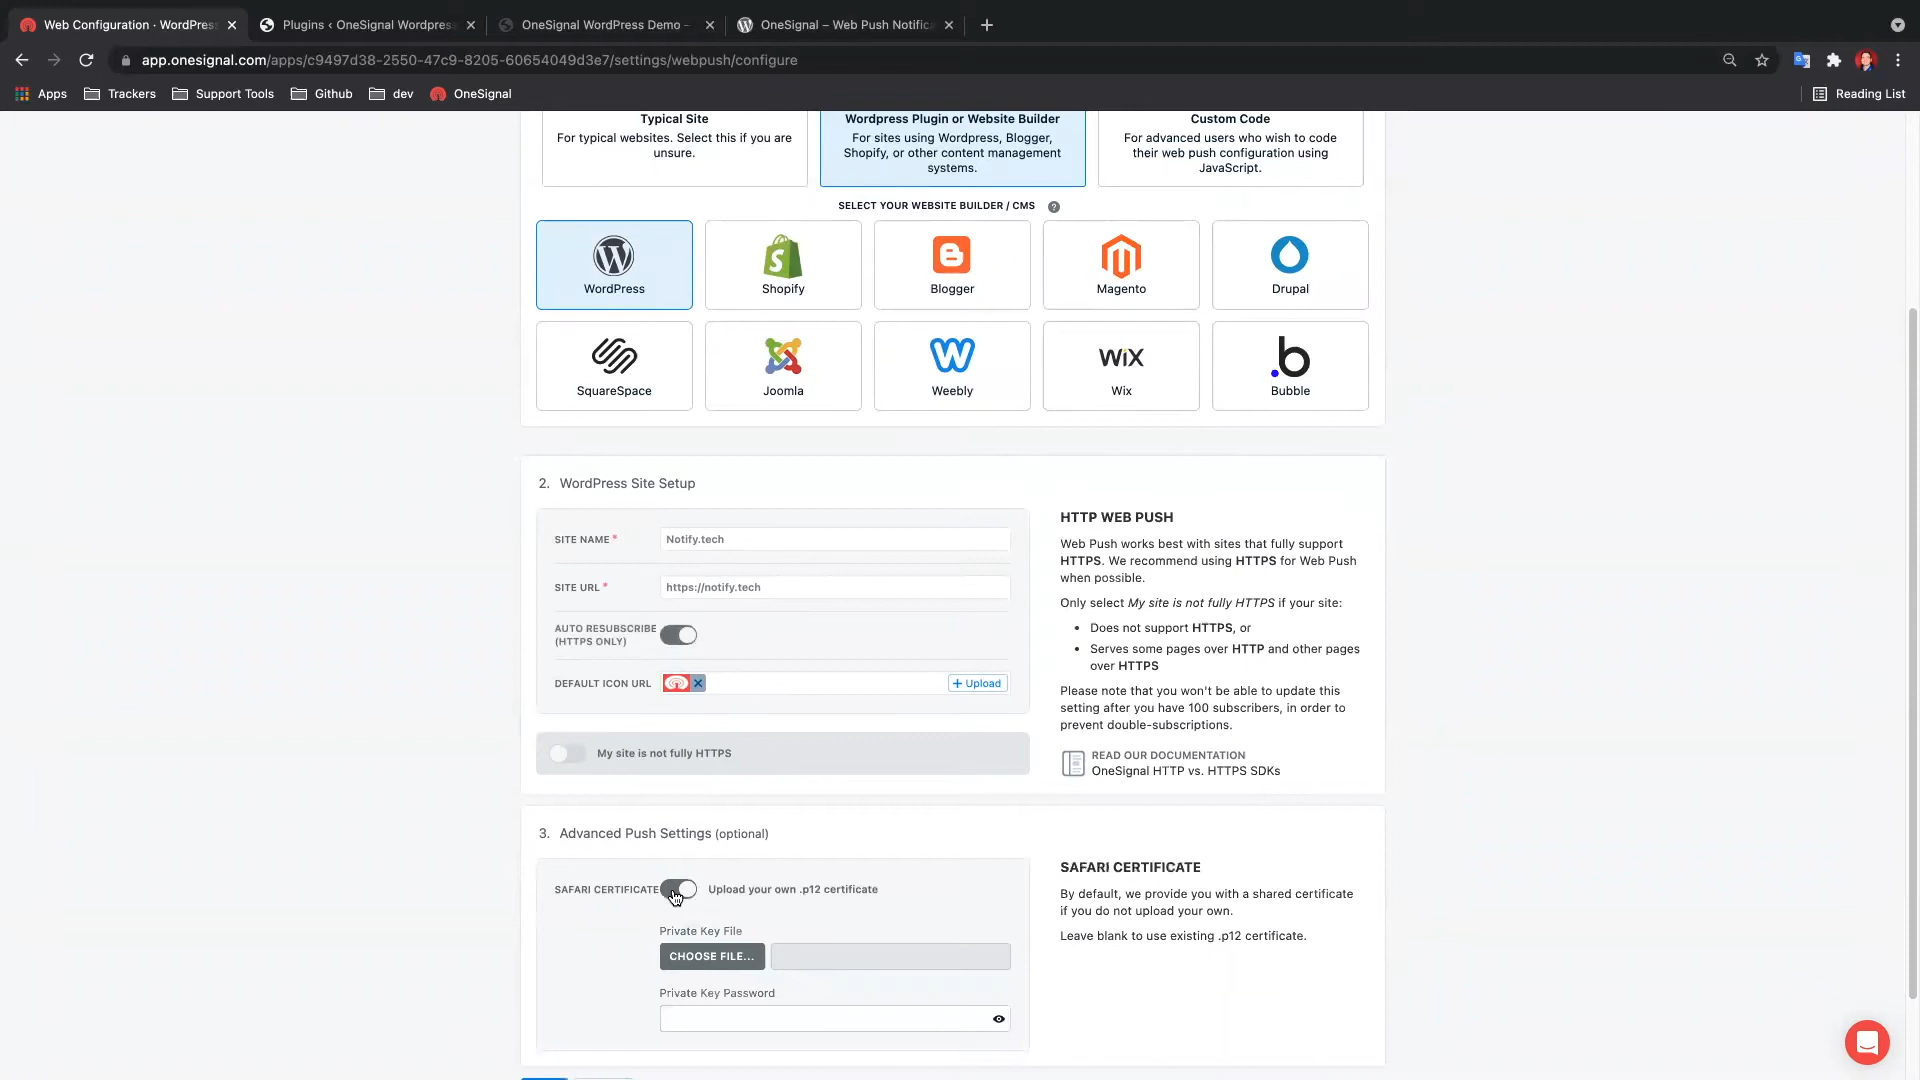 Web Configuration · WordPres
Plugins < OneSignal Wordpress
OneSignal WordPress Demo –
OneSignal – Web Push Notific
app.onesignal.com/apps/c9497d38-2550-47c9-8205-60654049d3e7/settings/webpush/configure
Apps
Trackers
Support Tools
Github
dev
OneSignal
Reading List
Typical Site
For typical websites. Select this if you are
unsure.
Wordpress Plugin or Website Builder
For sites using Wordpress, Blogger,
Shopify, or other content management
systems.
Custom Code
For advanced users who wish to code
their web push configuration using
JavaScript.
SELECT YOUR WEBSITE BUILDER / CMS ?
WordPress
Shopify
Blogger
Magento
Drupal
SquareSpace
Joomla
Weebly
WiX
Wix
Bubble
2. WordPress Site Setup
SITE NAME *
Notify.tech
SITE URL *
https://notify.tech
AUTO RESUBSCRIBE
(HTTPS ONLY)
DEFAULT ICON URL
+ Upload
My site is not fully HTTPS
HTTP WEB PUSH
Web Push works best with sites that fully support
HTTPS. We recommend using HTTPS for Web Push
when possible.
Only select My site is not fully HTTPS if your site:
• Does not support HTTPS, or
• Serves some pages over HTTP and other pages
over HTTPS
Please note that you won't be able to update this
setting after you have 100 subscribers, in order to
prevent double-subscriptions.
READ OUR DOCUMENTATION
OneSignal HTTP vs. HTTPS SDKs
3. Advanced Push Settings (optional)
SAFARI CERTIFICATE
Upload your own .p12 certificate
Private Key File
CHOOSE FILE...
Private Key Password
SAFARI CERTIFICATE
By default, we provide you with a shared certificate
if you do not upload your own.
Leave blank to use existing .p12 certificate.